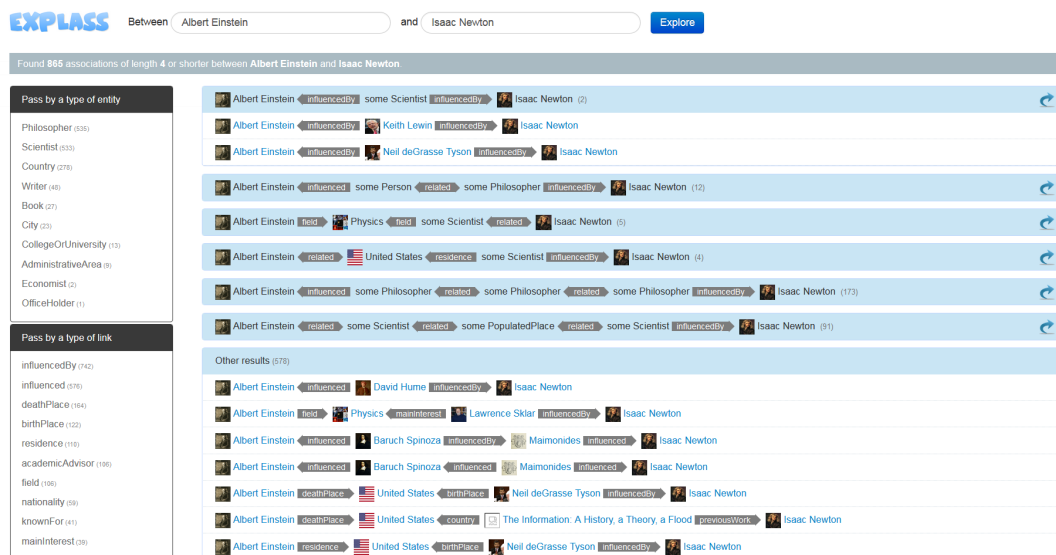 EXPLASS Between Albert Einstein and Isaac Newton Explore
Found 865 associations of length 4 or shorter between Albert Einstein and Isaac Newton.
Pass by a type of entity
Philosopher (535)
Scientist (533)
Country (278)
Writer (48)
Book (27)
City (23)
CollegeOrUniversity (13)
AdministrativeArea (9)
Economist (2)
OfficeHolder (1)
Pass by a type of link
influencedBy (742)
influenced (576)
deathPlace (164)
birthPlace (122)
residence (110)
academicAdvisor (106)
field (106)
nationality (59)
knownFor (41)
mainInterest (39)
Albert Einstein influencedBy some Scientist influencedBy Isaac Newton (2)
Albert Einstein influencedBy Keith Lewin influencedBy Isaac Newton
Albert Einstein influencedBy Neil deGrasse Tyson influencedBy Isaac Newton
Albert Einstein influenced some Person related some Philosopher influencedBy Isaac Newton (12)
Albert Einstein field Physics field some Scientist related Isaac Newton (5)
Albert Einstein related United States residence some Scientist influencedBy Isaac Newton (4)
Albert Einstein influenced some Philosopher related some Philosopher related some Philosopher influencedBy Isaac Newton (173)
Albert Einstein related some Scientist related some PopulatedPlace related some Scientist influencedBy Isaac Newton (91)
Other results (578)
Albert Einstein influenced David Hume influencedBy Isaac Newton
Albert Einstein field Physics mainInterest Lawrence Sklar influencedBy Isaac Newton
Albert Einstein influenced Baruch Spinoza influencedBy Maimonides influenced Isaac Newton
Albert Einstein influenced Baruch Spinoza influenced Maimonides influenced Isaac Newton
Albert Einstein deathPlace United States birthPlace Neil deGrasse Tyson influencedBy Isaac Newton
Albert Einstein deathPlace United States country The Information: A History, a Theory, a Flood previousWork Isaac Newton
Albert Einstein residence United States birthPlace Neil deGrasse Tyson influencedBy Isaac Newton